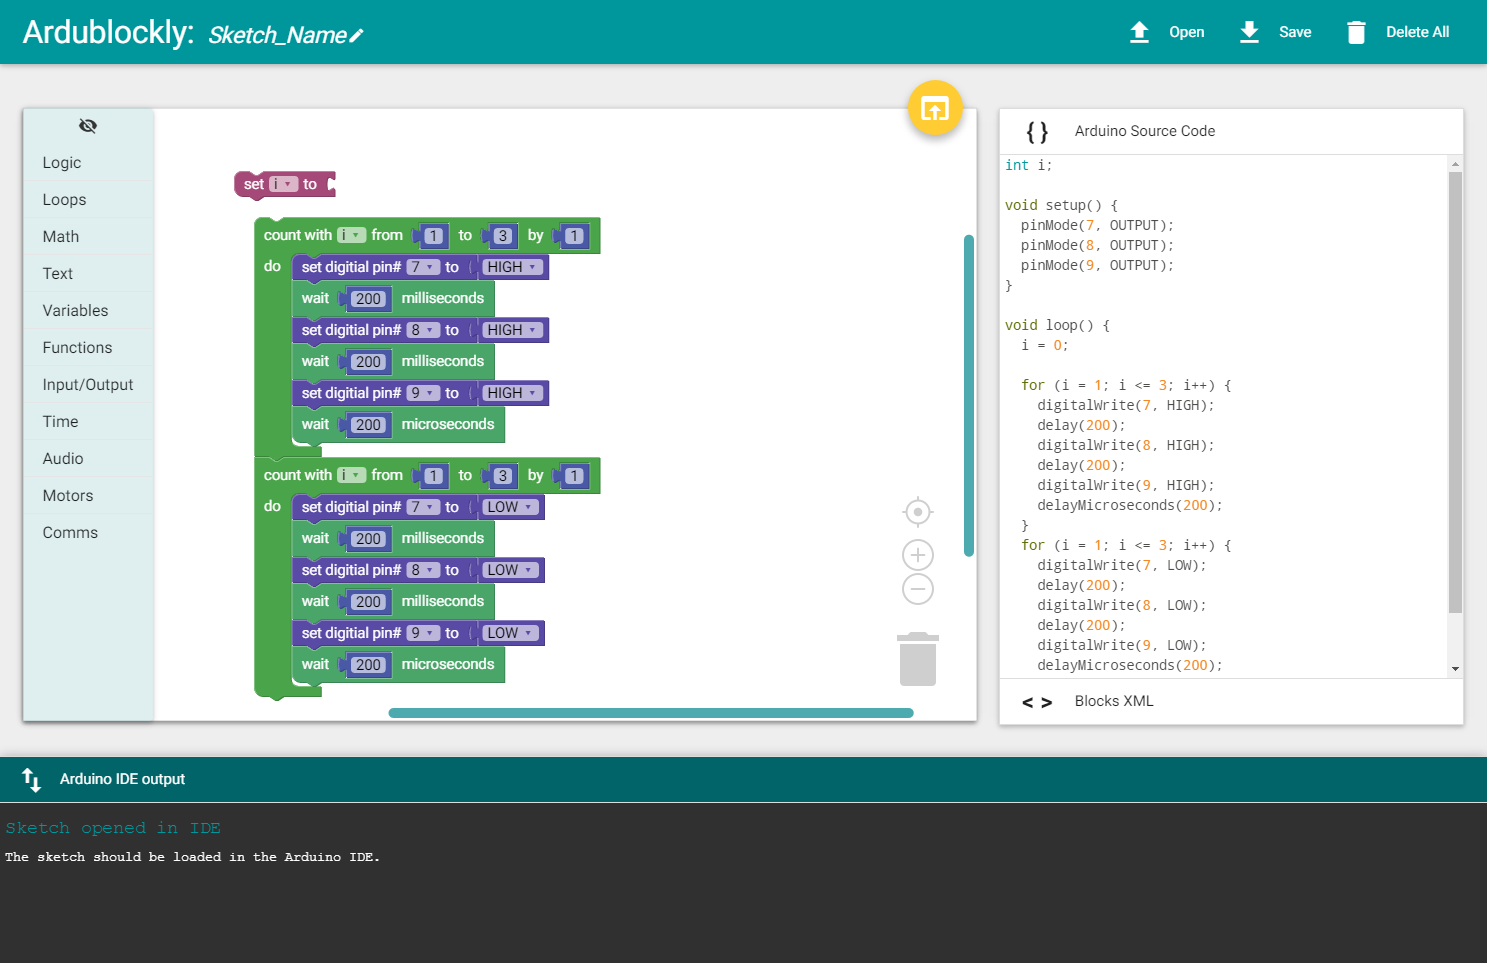 Ardublockly: Sketch_Name
Open Save Delete All
Logic
Loops
Math
Text
Variables
Functions
Input/Output
Time
Audio
Motors
Comms
set i to
count with i from 1 to 3 by 1
do set digitial pin# 7 to HIGH
wait 200 milliseconds
set digitial pin# 8 to HIGH
wait 200 milliseconds
set digitial pin# 9 to HIGH
wait 200 microseconds
count with i from 1 to 3 by 1
do set digitial pin# 7 to LOW
wait 200 milliseconds
set digitial pin# 8 to LOW
wait 200 milliseconds
set digitial pin# 9 to LOW
wait 200 microseconds
{} Arduino Source Code
int i;
void setup() {
pinMode(7, OUTPUT);
pinMode(8, OUTPUT);
pinMode(9, OUTPUT);
}
void loop() {
i = 0;
for (i = 1; i <= 3; i++) {
digitalWrite(7, HIGH);
delay(200);
digitalWrite(8, HIGH);
delay(200);
digitalWrite(9, HIGH);
delayMicroseconds(200);
}
for (i = 1; i <= 3; i++) {
digitalWrite(7, LOW);
delay(200);
digitalWrite(8, LOW);
delay(200);
digitalWrite(9, LOW);
delayMicroseconds(200);
< > Blocks XML
Arduino IDE output
Sketch opened in IDE
The sketch should be loaded in the Arduino IDE.